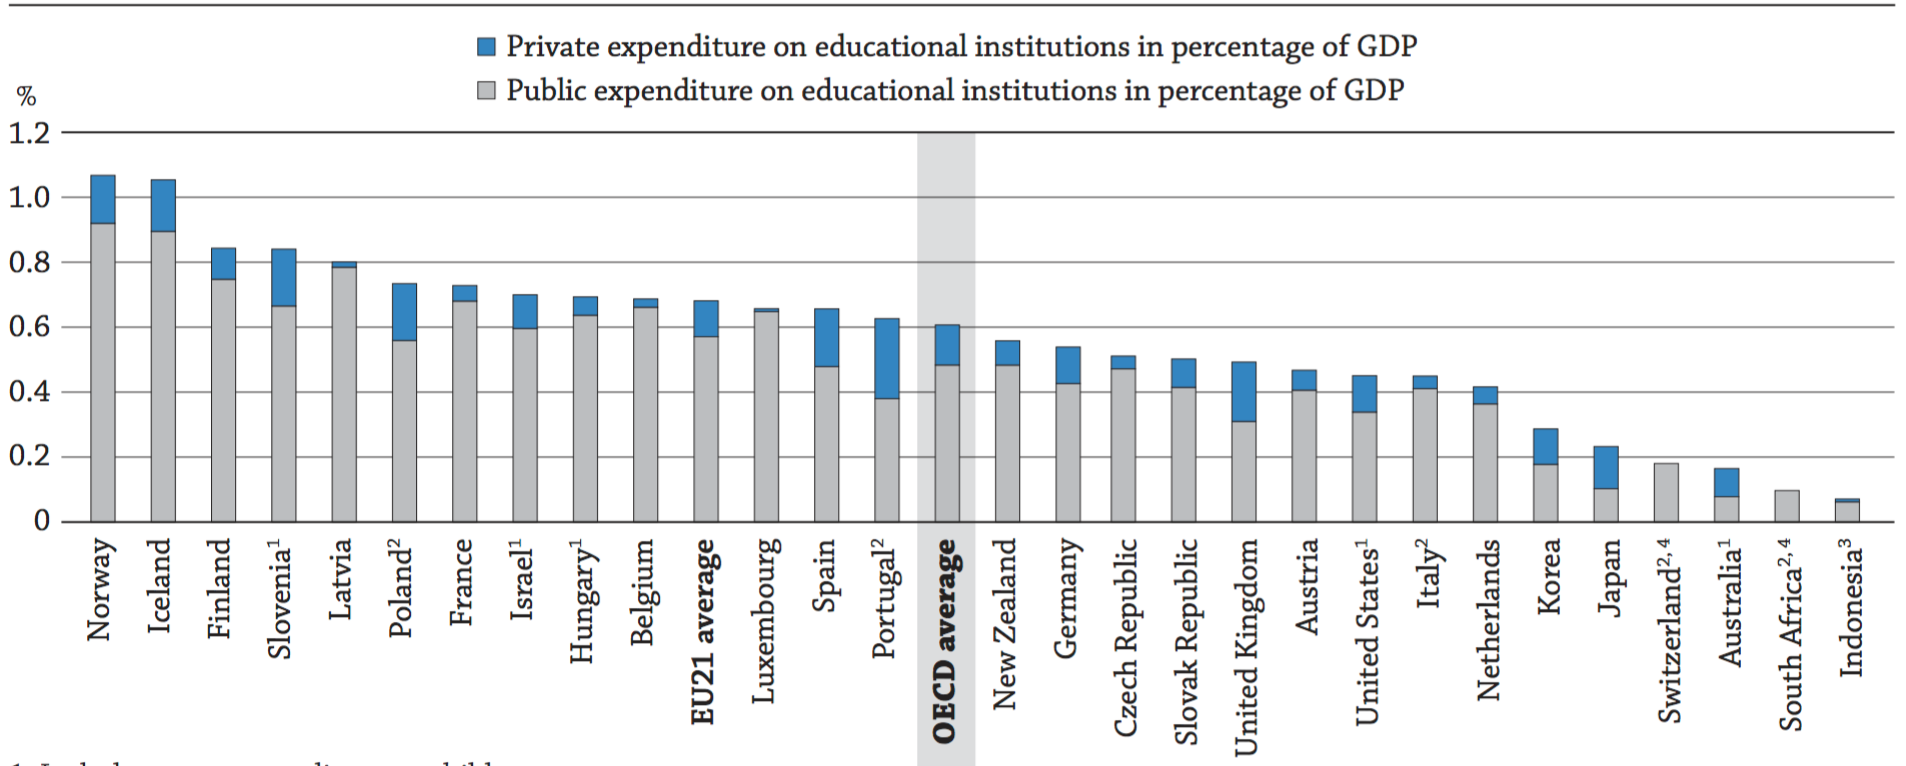 Private expenditure on educational institutions in percentage of GDP
Public expenditure on educational institutions in percentage of GDP
%
1.2
1.0
0.8
0.6
0.4
0.2
0
Norway
Iceland
Finland
Slovenia¹
Latvia
Poland²
France
Israel¹
Hungary¹
Belgium
EU21 average
Luxembourg
Spain
Portugal²
OECD average
New Zealand
Germany
Czech Republic
Slovak Republic
United Kingdom
Austria
United States¹
Italy²
Netherlands
Korea
Japan
Switzerland²,⁴
Australia¹
South Africa²,⁴
Indonesia³